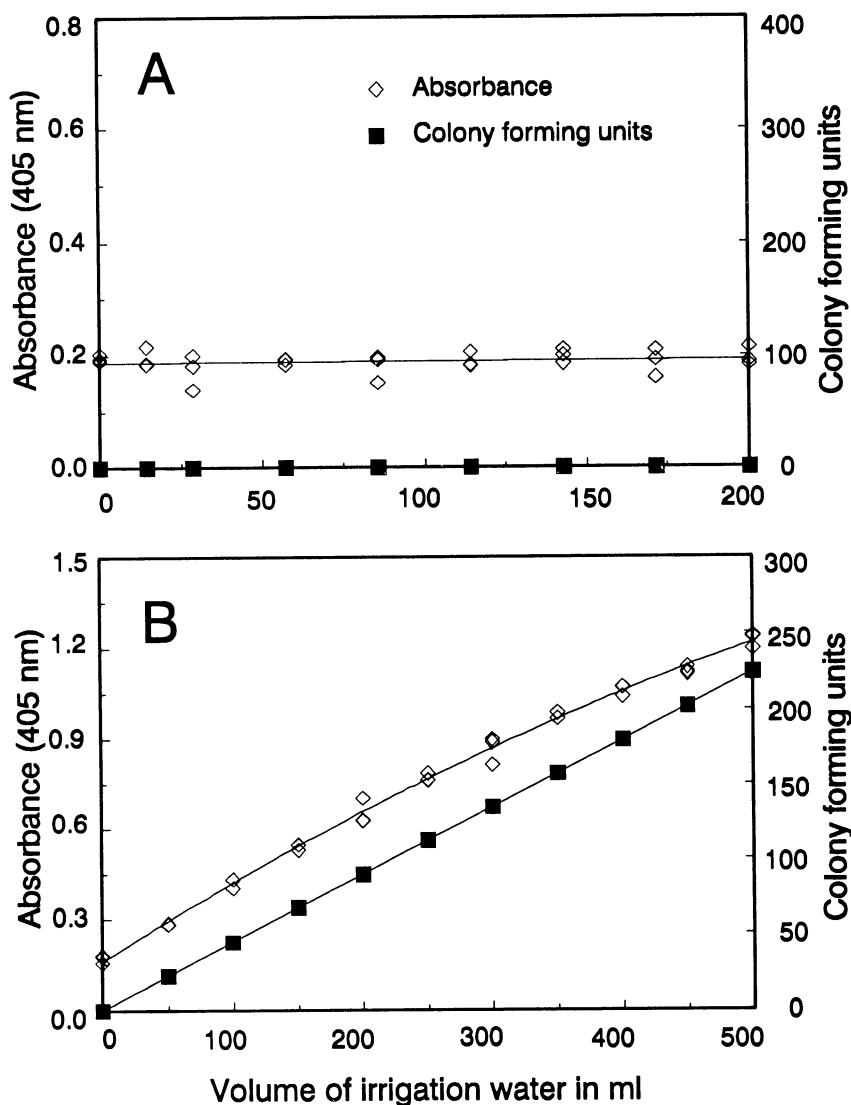 A
Absorbance
Colony forming units
0.8
0.6
0.4
0.2
0.0
Absorbance (405 nm)
400
300
200
100
0
Colony forming units
0 50 100 150 200
B
1.5
1.2
0.9
0.6
0.3
0.0
Absorbance (405 nm)
300
250
200
150
100
50
0
Colony forming units
0 100 200 300 400 500
Volume of irrigation water in ml